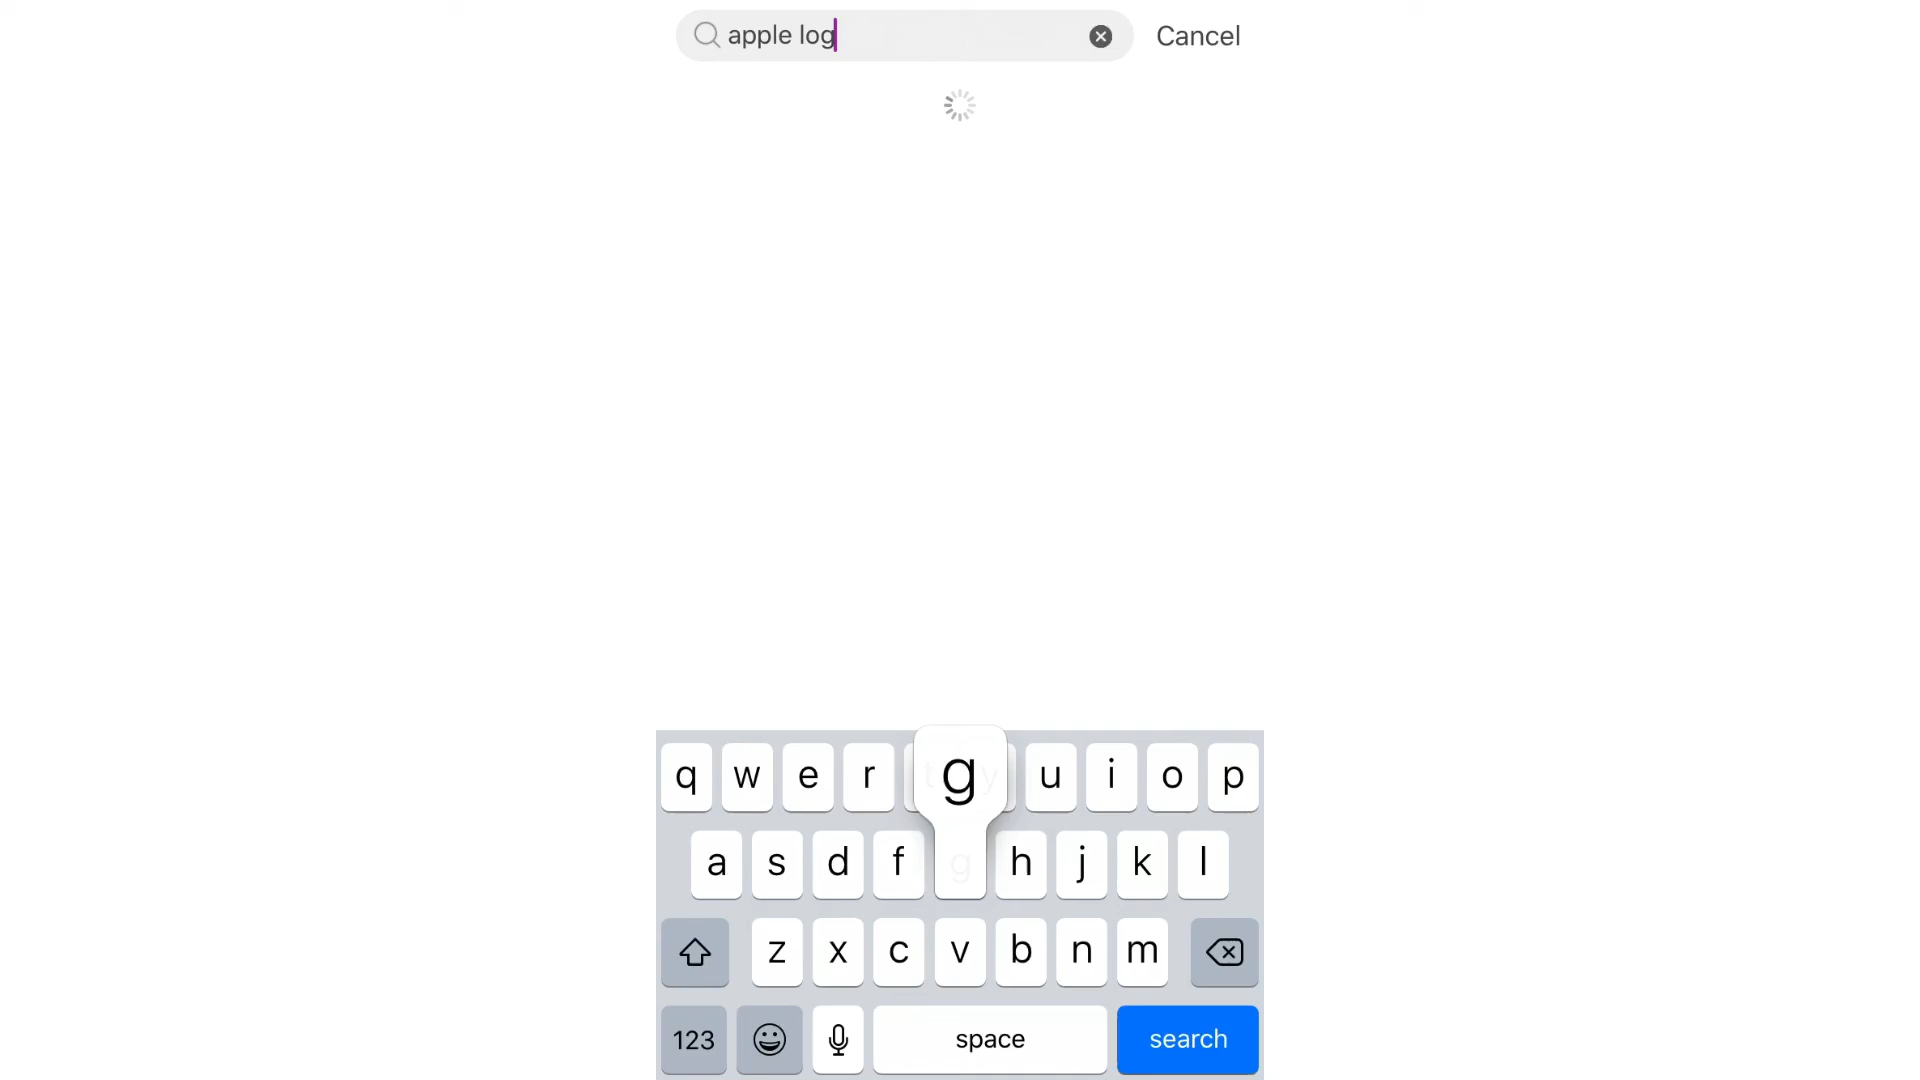 apple log
Cancel
q w e r t g y u i o p
a s d f g h j k l
z x c v b n m
123 space search